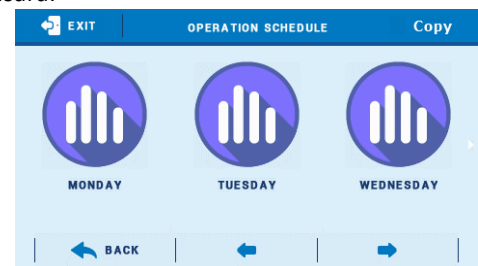 EXIT OPERATION SCHEDULE Copy
MONDAY TUESDAY WEDNESDAY
BACK